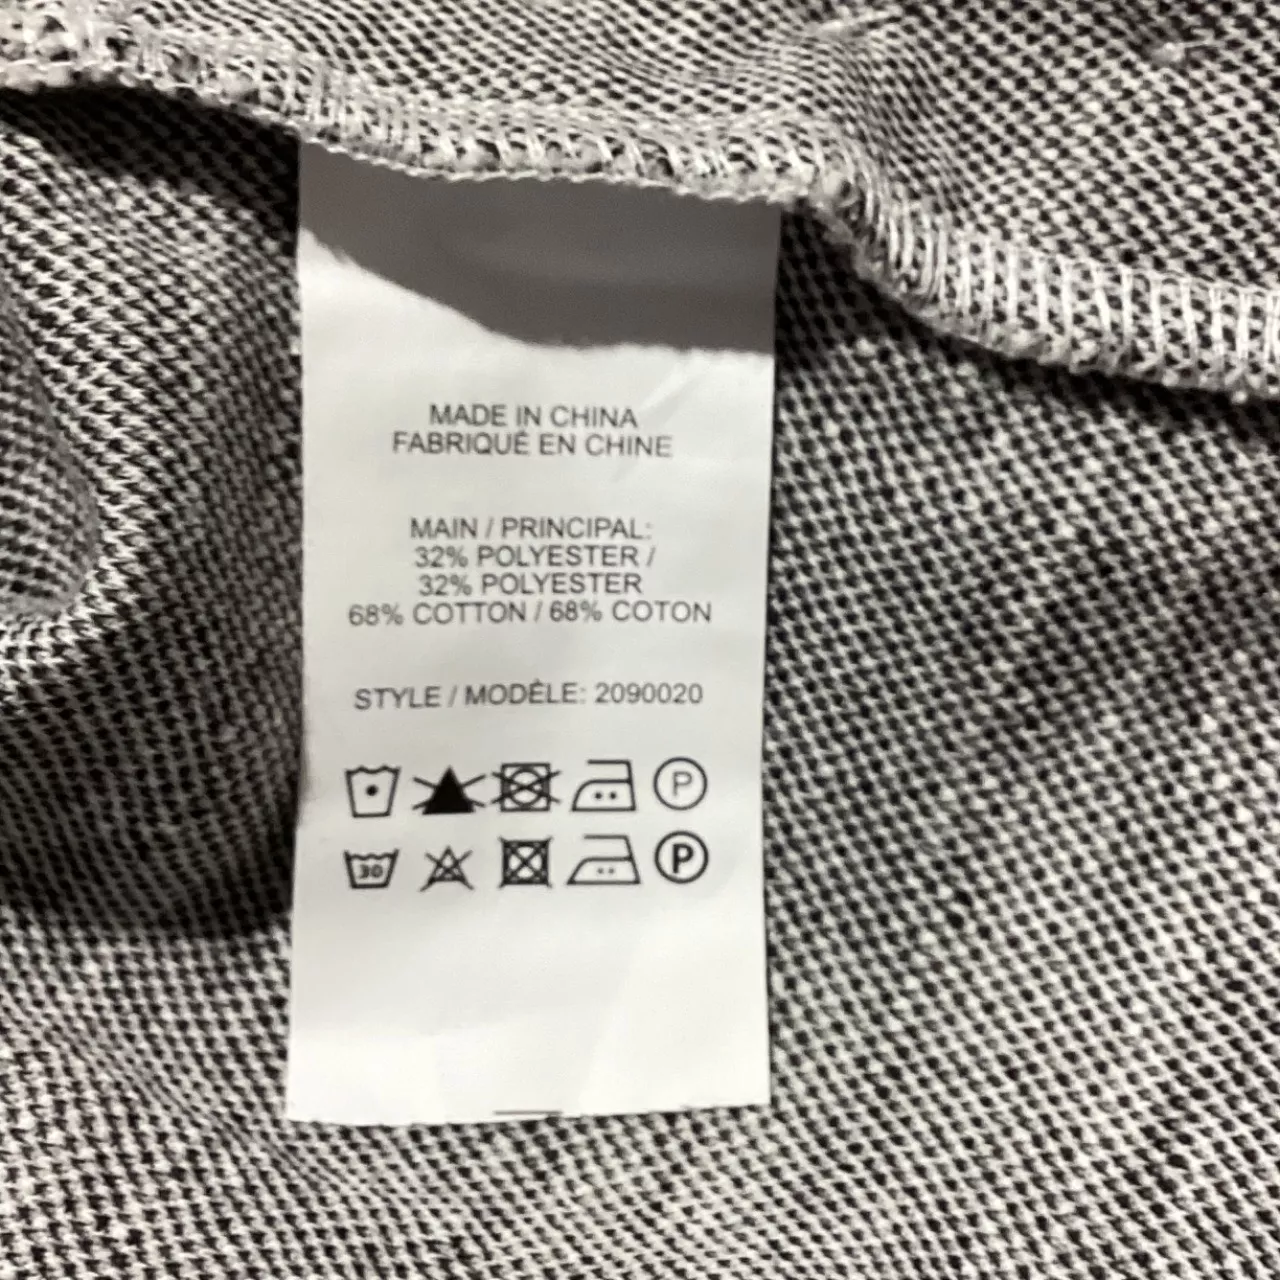 MADE IN CHINA
FABRIQUÉ EN CHINE
MAIN / PRINCIPAL:
32% POLYESTER /
32% POLYESTER
68% COTTON / 68% COTON
STYLE / MODÈLE: 2090020
P
30 P